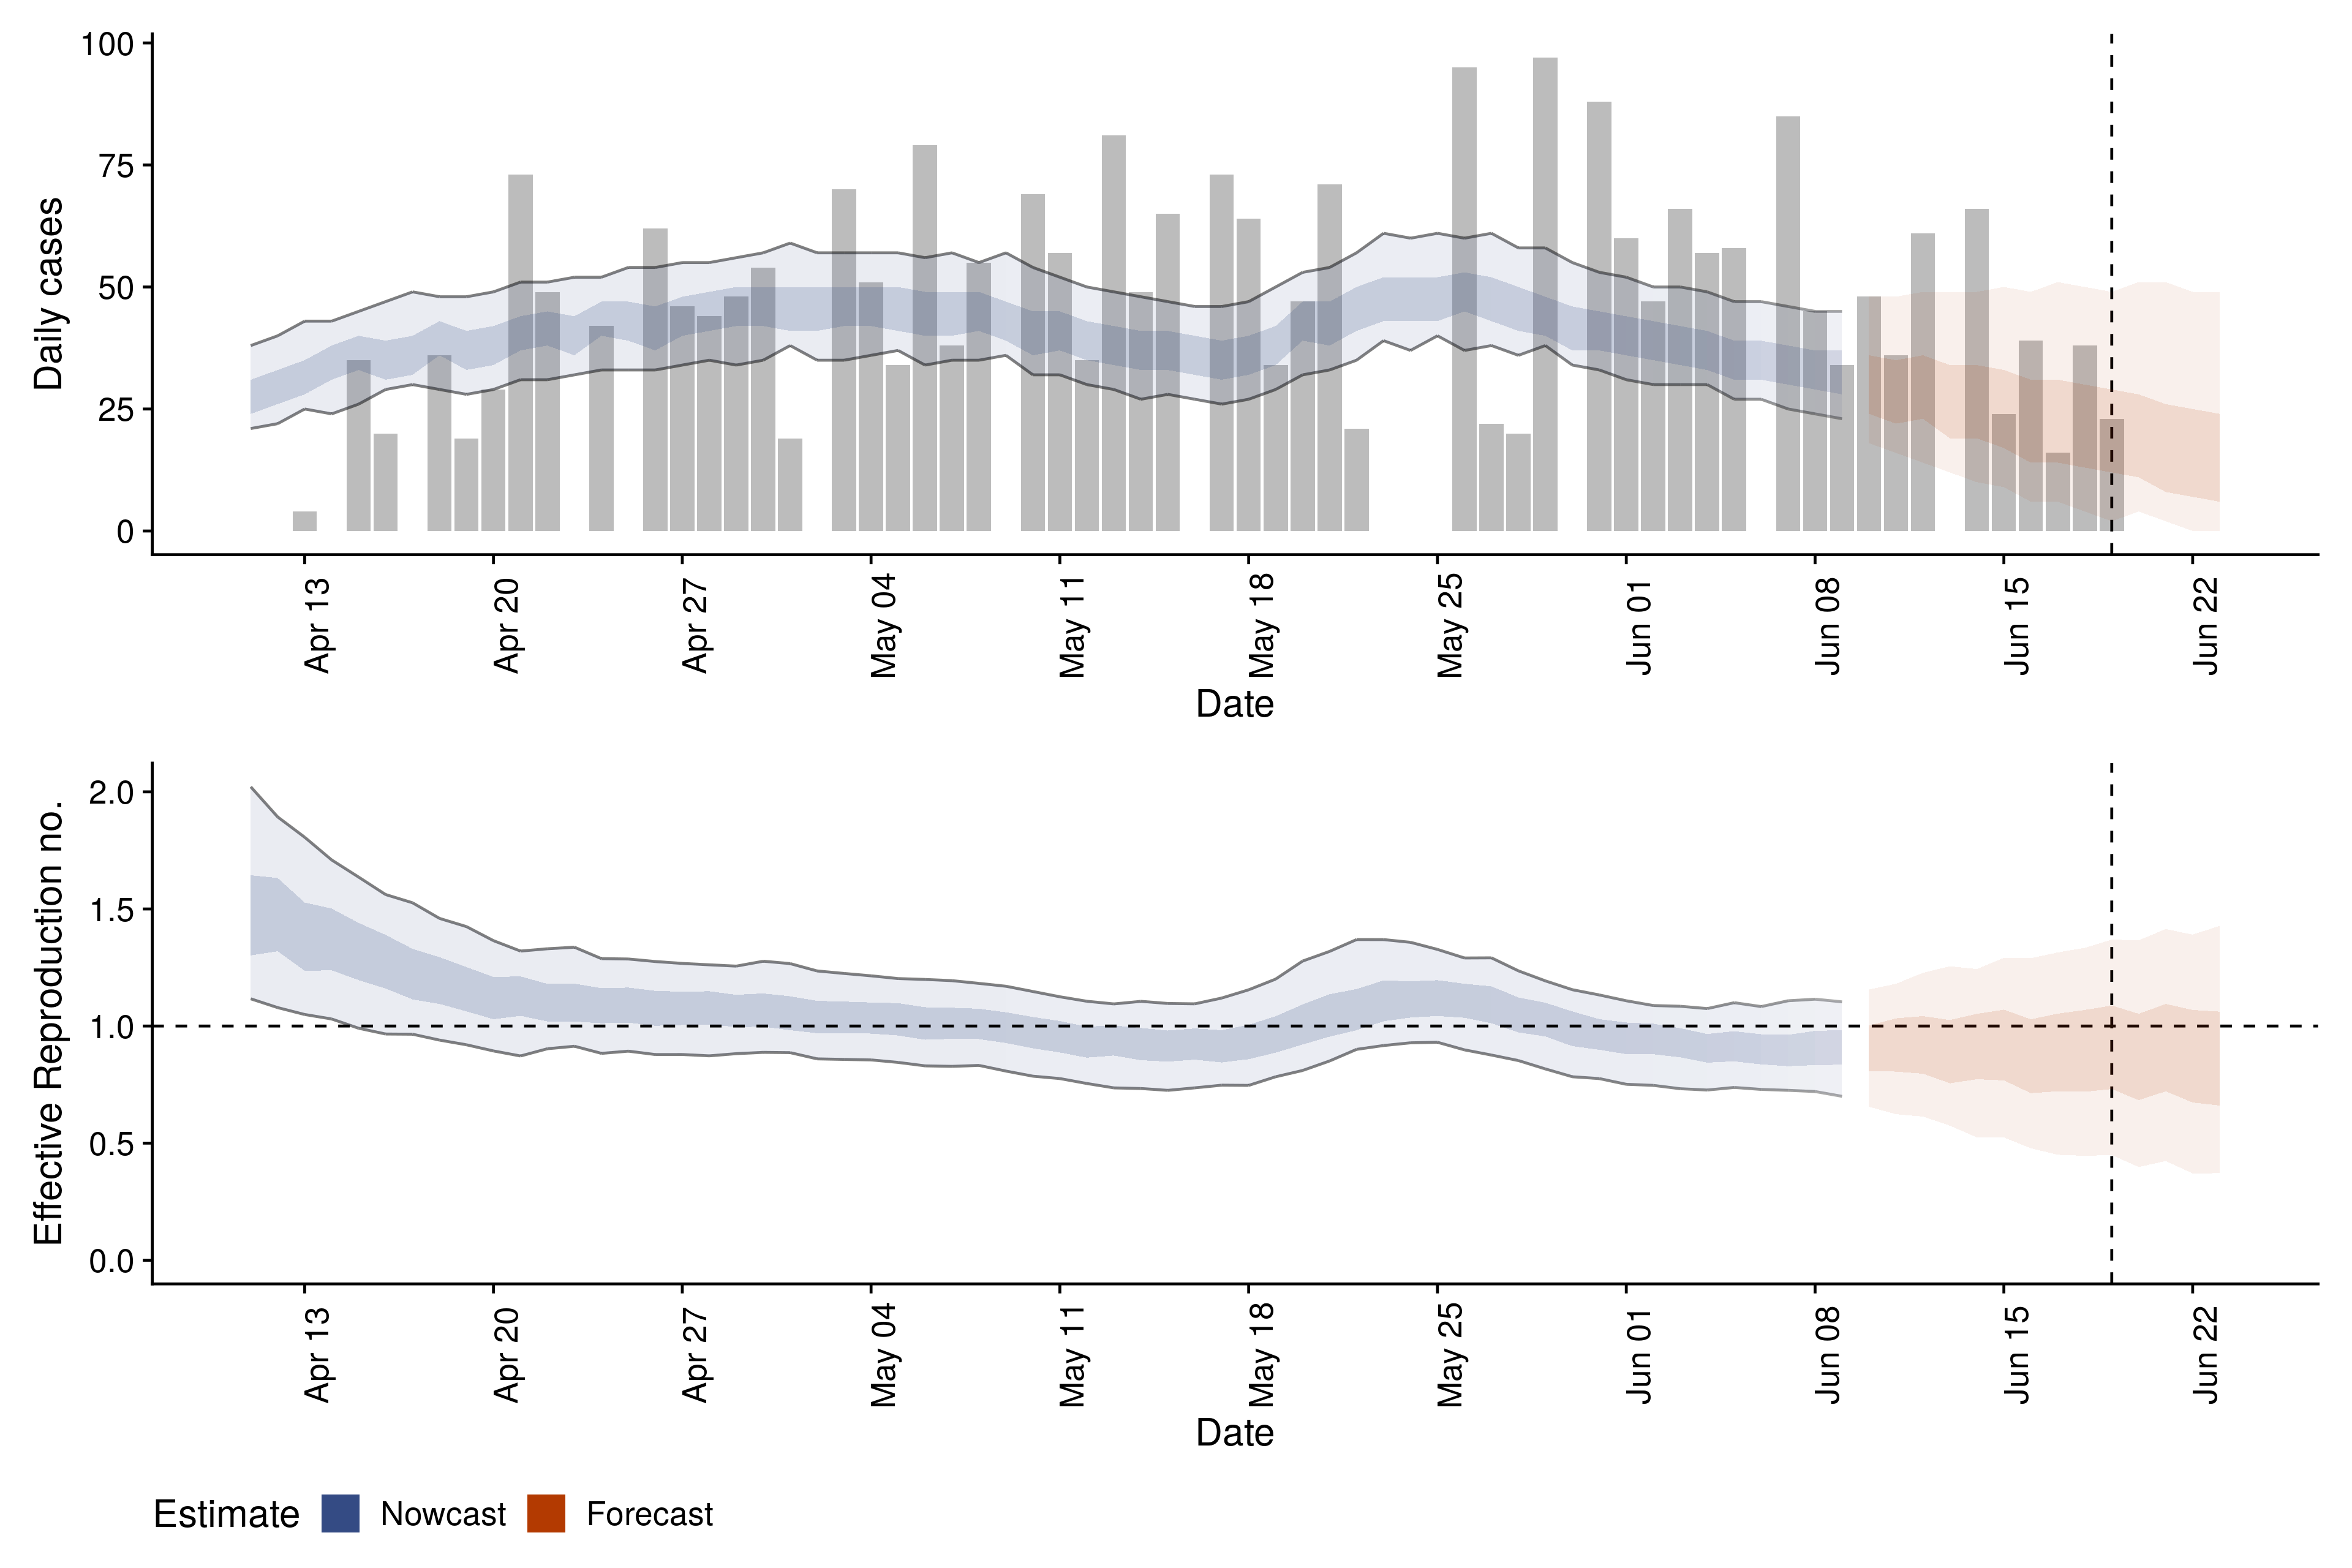 Daily cases
100
75
50
25
0
Apr 13
Apr 20
Apr 27
May 04
May 11
May 18
May 25
Jun 01
Jun 08
Jun 15
Jun 22
Date
Effective Reproduction no.
2.0
1.5
1.0
0.5
0.0
Apr 13
Apr 20
Apr 27
May 04
May 11
May 18
May 25
Jun 01
Jun 08
Jun 15
Jun 22
Date
Estimate Nowcast Forecast